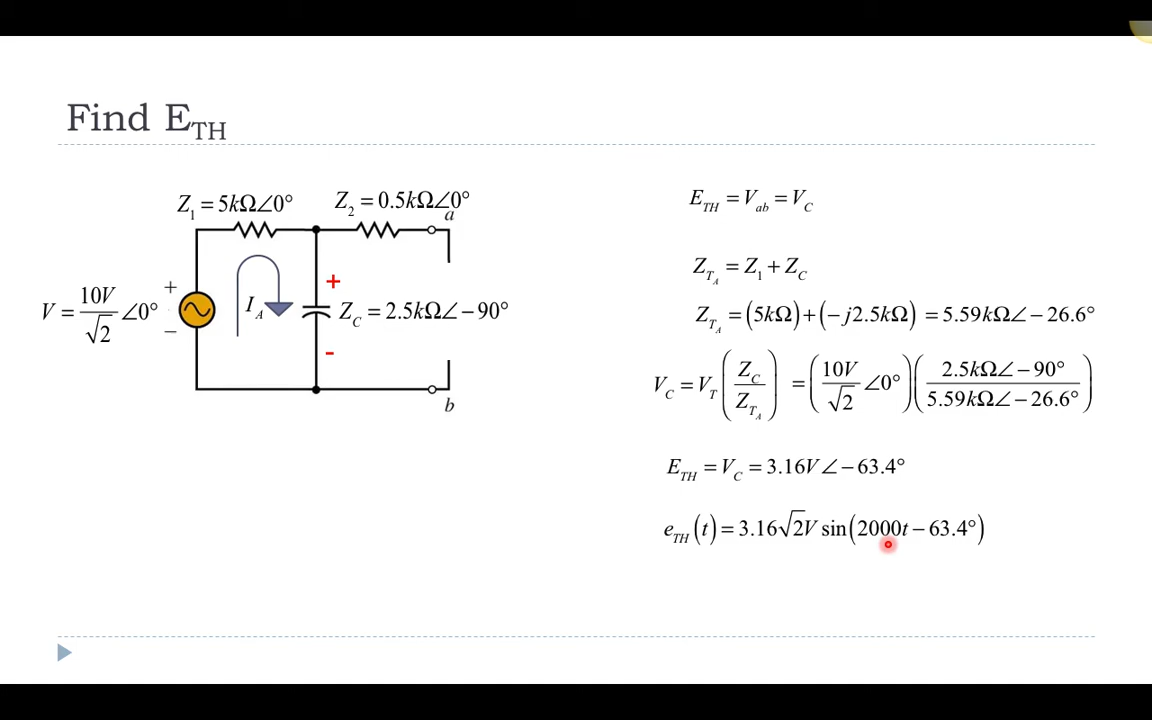 Find E_TH
Z₁ = 5kΩ∠0°
Z₂ = 0.5kΩ∠0°
a
V = 10V/√2 ∠0°
+
−
I_A
+
-
Z_C = 2.5kΩ∠−90°
b
E_TH = V_ab = V_C
Z_T_A = Z₁ + Z_C
Z_T_A = (5kΩ) + (−j2.5kΩ) = 5.59kΩ∠−26.6°
V_C = V_T (Z_C / Z_T_A) = (10V/√2 ∠0°) (2.5kΩ∠−90° / 5.59kΩ∠−26.6°)
E_TH = V_C = 3.16V∠−63.4°
e_TH(t) = 3.16√2V sin(2000t − 63.4°)